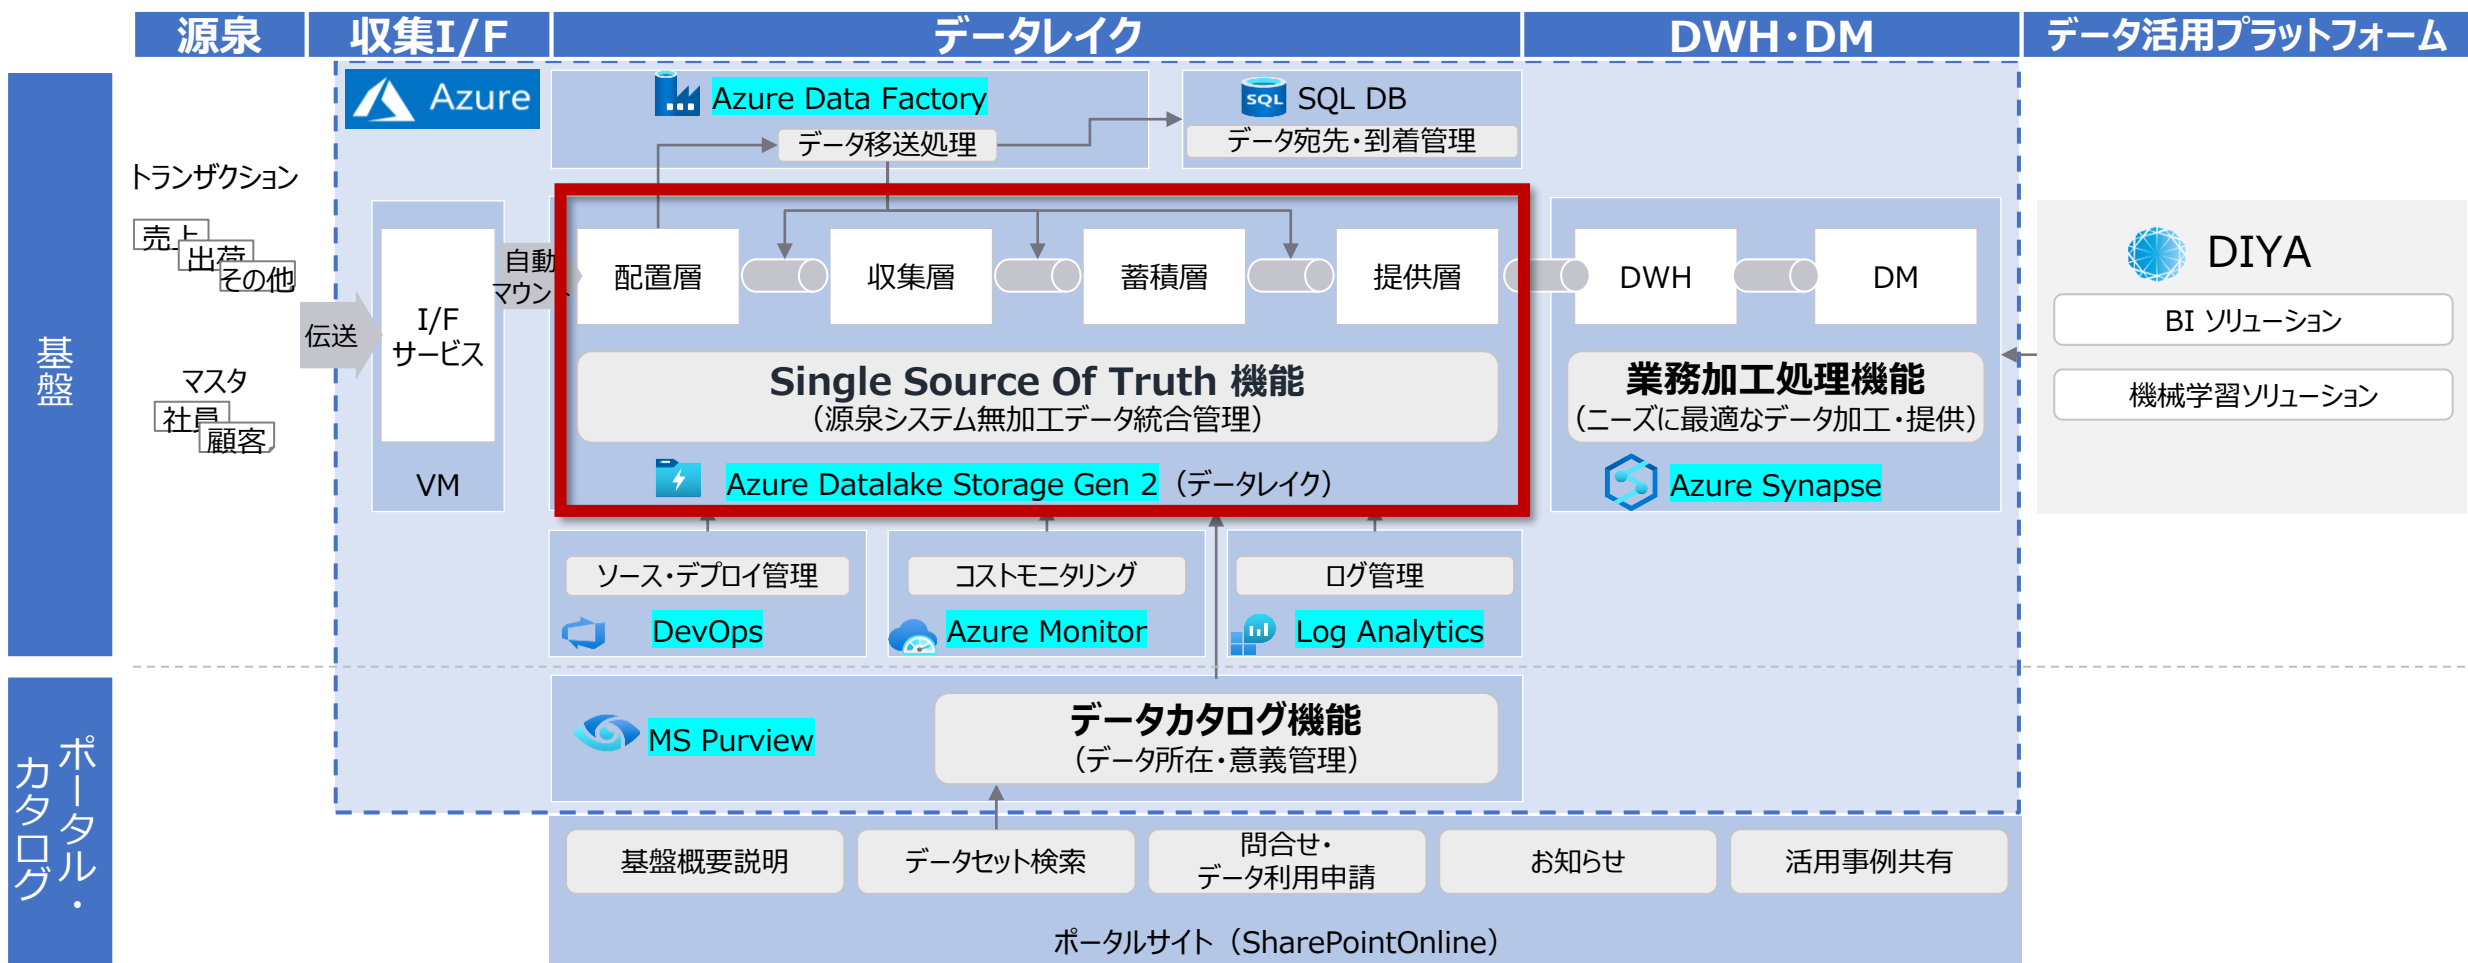 源泉
収集I/F
データレイク
DWH・DM
データ活用プラットフォーム
基盤
Azure
Azure Data Factory
データ移送処理
SQL DB
データ宛先・到着管理
トランザクション
売上
出荷
その他
マスタ
社員
顧客
伝送
I/F
サービス
VM
自動
マウント
配置層
収集層
蓄積層
提供層
Single Source Of Truth 機能
（源泉システム無加工データ統合管理）
Azure Datalake Storage Gen 2（データレイク）
DWH
DM
業務加工処理機能
（ニーズに最適なデータ加工・提供）
Azure Synapse
DIYA
BI ソリューション
機械学習ソリューション
ソース・デプロイ管理
DevOps
コストモニタリング
Azure Monitor
ログ管理
Log Analytics
ポータル・
カタログ
MS Purview
データカタログ機能
（データ所在・意義管理）
基盤概要説明
データセット検索
問合せ・
データ利用申請
お知らせ
活用事例共有
ポータルサイト（SharePointOnline）